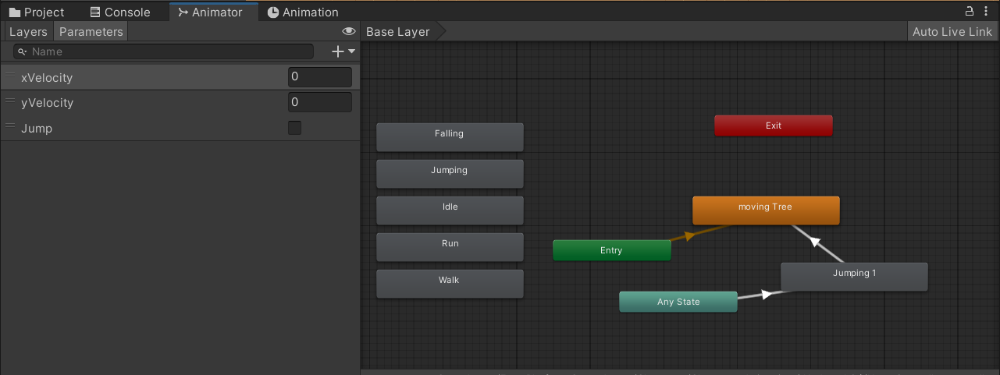 Project Console Animator Animation
Layers Parameters Base Layer Auto Live Link
Name
xVelocity 0
yVelocity 0
Jump
Falling
Jumping
Idle
Run
Walk
Exit
moving Tree
Entry
Jumping 1
Any State